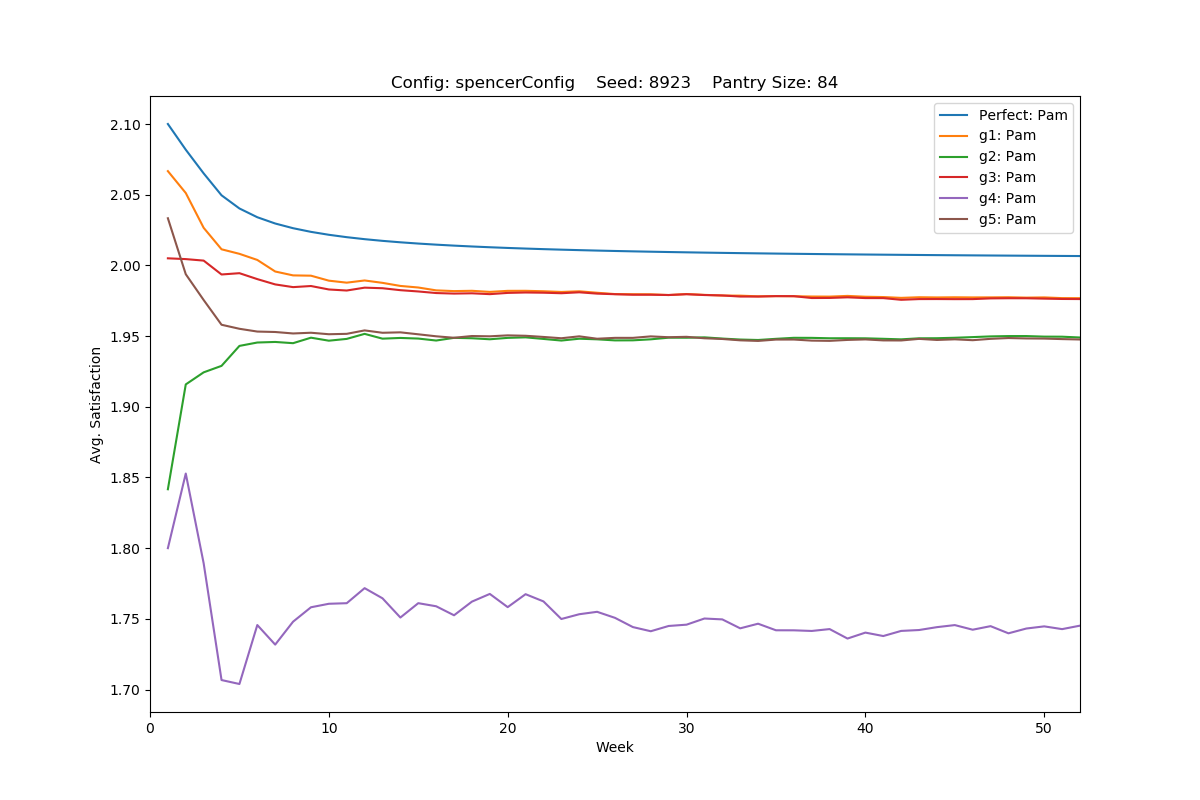 Config: spencerConfig    Seed: 8923    Pantry Size: 84
Perfect: Pam
g1: Pam
g2: Pam
g3: Pam
g4: Pam
g5: Pam
Avg. Satisfaction
2.10
2.05
2.00
1.95
1.90
1.85
1.80
1.75
1.70
0
10
20
30
40
50
Week